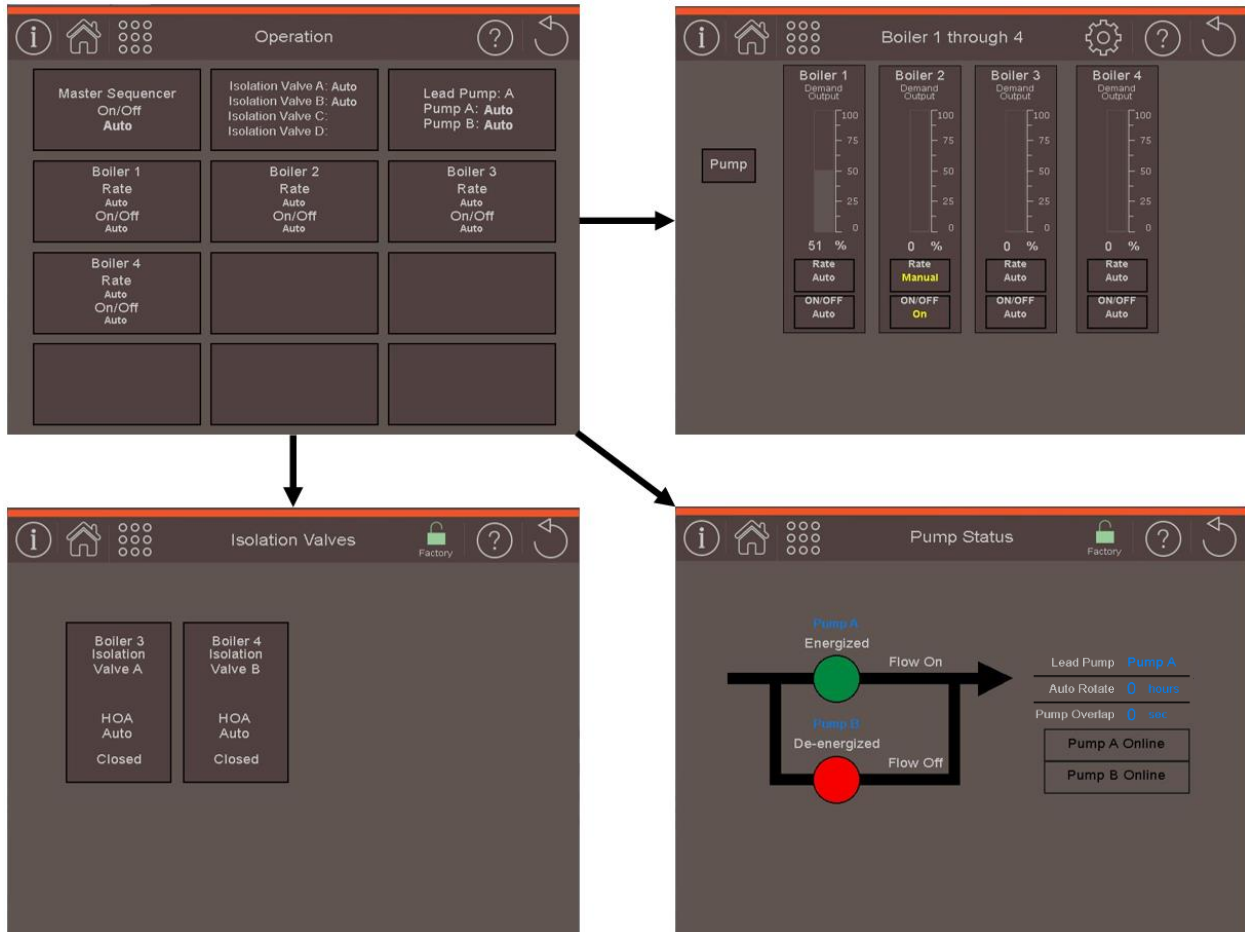 Operation
Master Sequencer
On/Off
Auto
Isolation Valve A: Auto
Isolation Valve B: Auto
Isolation Valve C:
Isolation Valve D:
Lead Pump: A
Pump A: Auto
Pump B: Auto
Boiler 1
Rate
Auto
On/Off
Auto
Boiler 2
Rate
Auto
On/Off
Auto
Boiler 3
Rate
Auto
On/Off
Auto
Boiler 4
Rate
Auto
On/Off
Auto
Boiler 1 through 4
Pump
Boiler 1
Demand
Output
100
75
50
25
0
51 %
Rate
Auto
ON/OFF
Auto
Boiler 2
Demand
Output
100
75
50
25
0
0 %
Rate
Manual
ON/OFF
On
Boiler 3
Demand
Output
100
75
50
25
0
0 %
Rate
Auto
ON/OFF
Auto
Boiler 4
Demand
Output
100
75
50
25
0
0 %
Rate
Auto
ON/OFF
Auto
Isolation Valves
Factory
Boiler 3
Isolation
Valve A
HOA
Auto
Closed
Boiler 4
Isolation
Valve B
HOA
Auto
Closed
Pump Status
Factory
Pump A
Energized
Flow On
Pump B
De-energized
Flow Off
Lead Pump Pump A
Auto Rotate 0 hours
Pump Overlap 0 sec
Pump A Online
Pump B Online